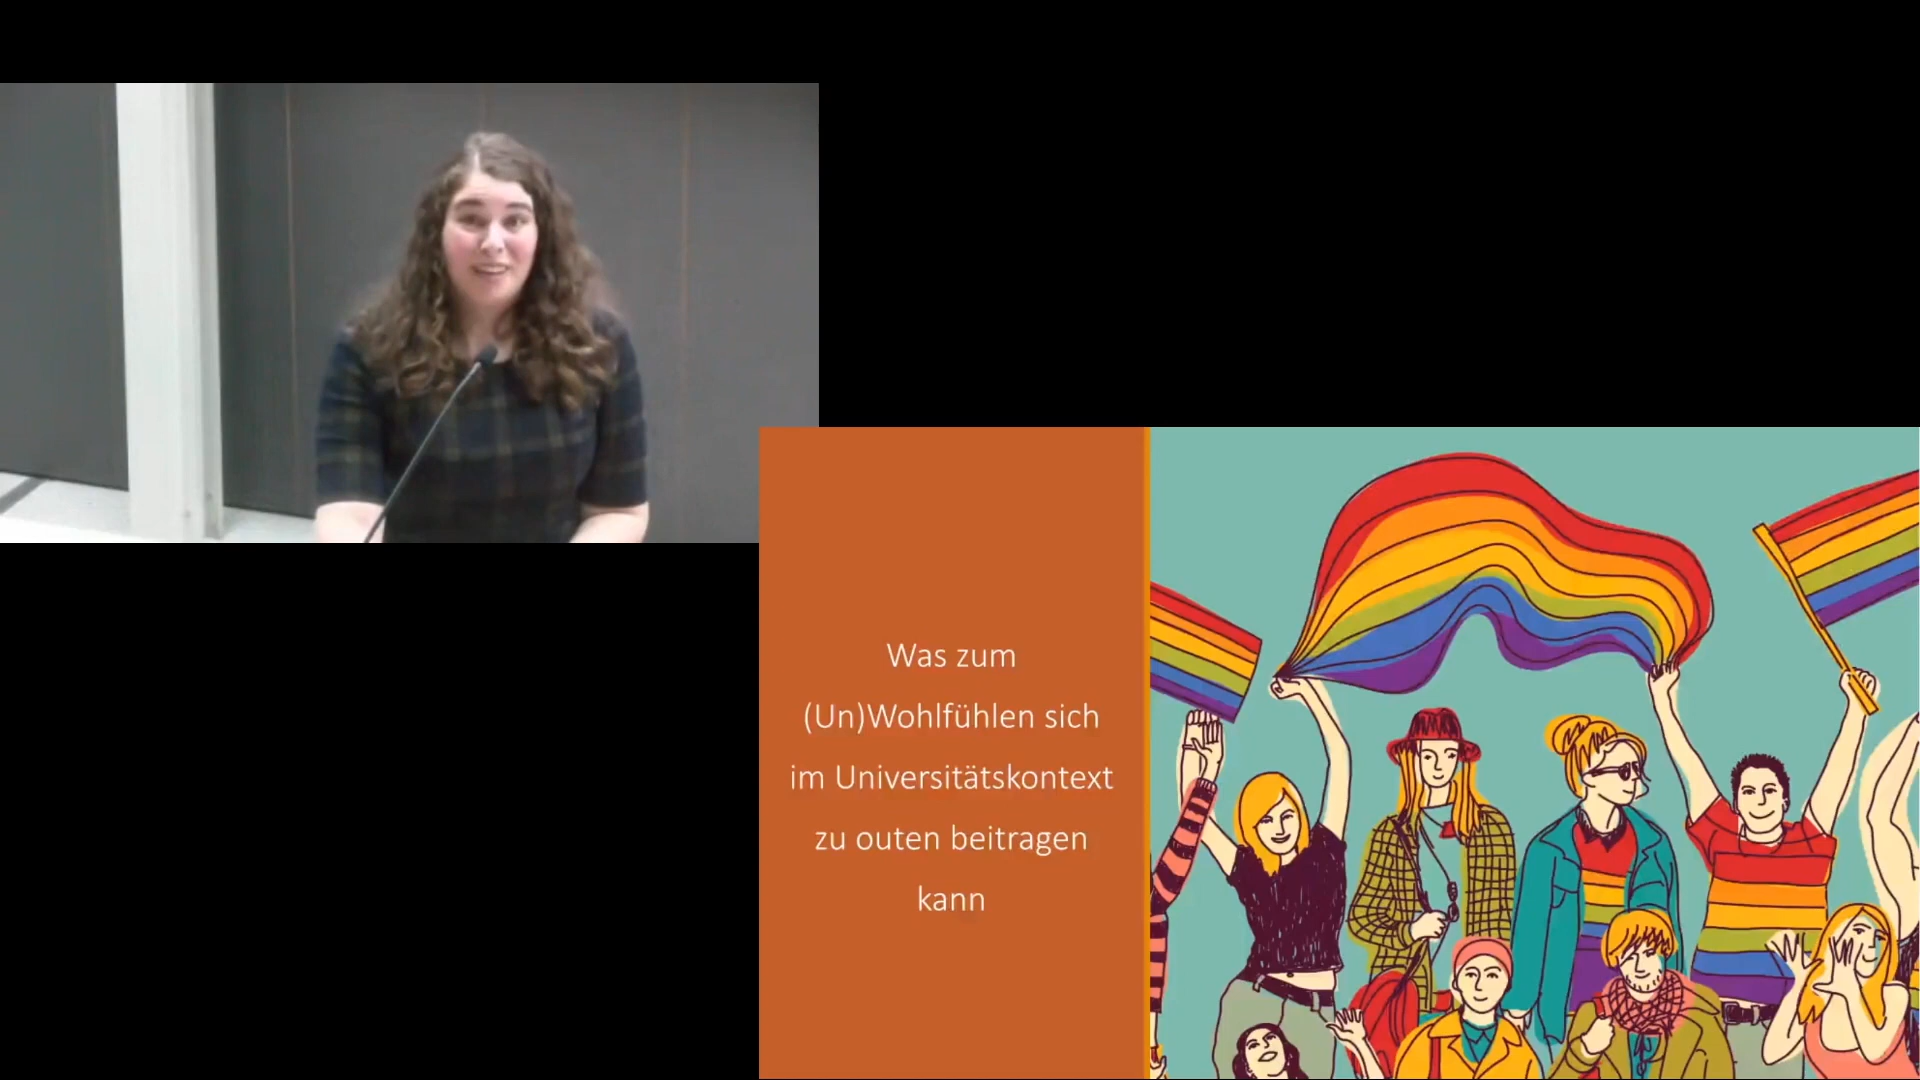 Was zum
(Un)Wohlfühlen sich
im Universitätskontext
zu outen beitragen
kann